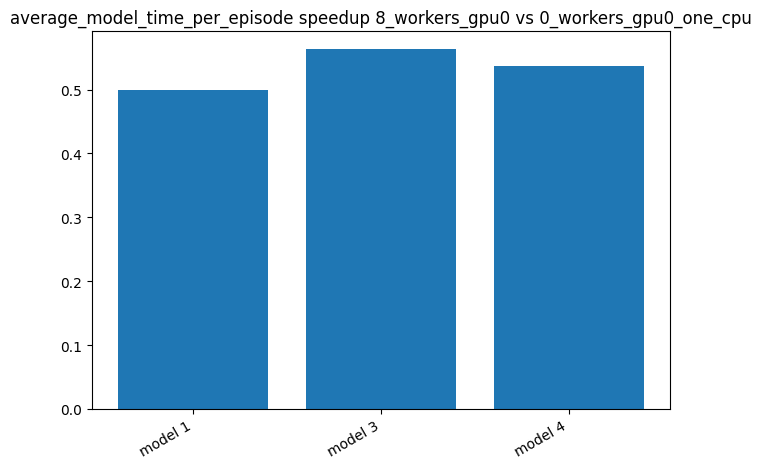 average_model_time_per_episode speedup 8_workers_gpu0 vs 0_workers_gpu0_one_cpu
0.5
0.4
0.3
0.2
0.1
0.0
model 1
model 3
model 4